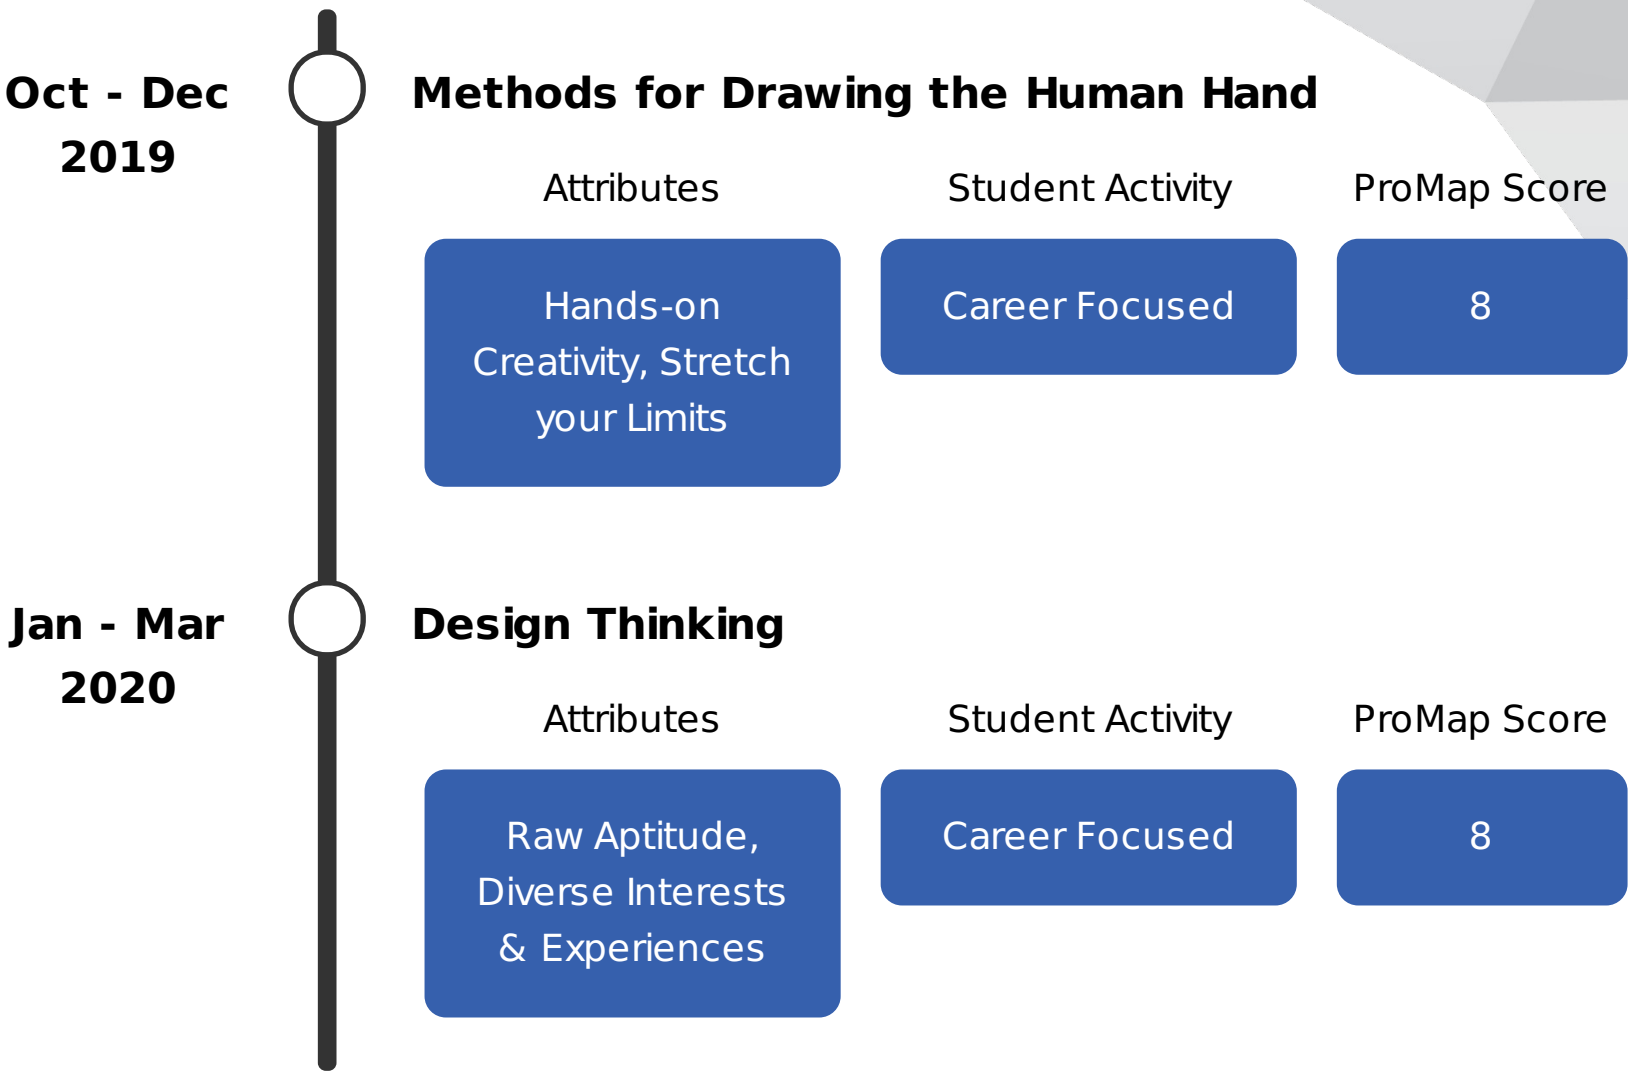 Oct - Dec
2019
Methods for Drawing the Human Hand
Attributes
Student Activity
ProMap Score
Hands-on
Creativity, Stretch
your Limits
Career Focused
8
Jan - Mar
2020
Design Thinking
Attributes
Student Activity
ProMap Score
Raw Aptitude,
Diverse Interests
& Experiences
Career Focused
8